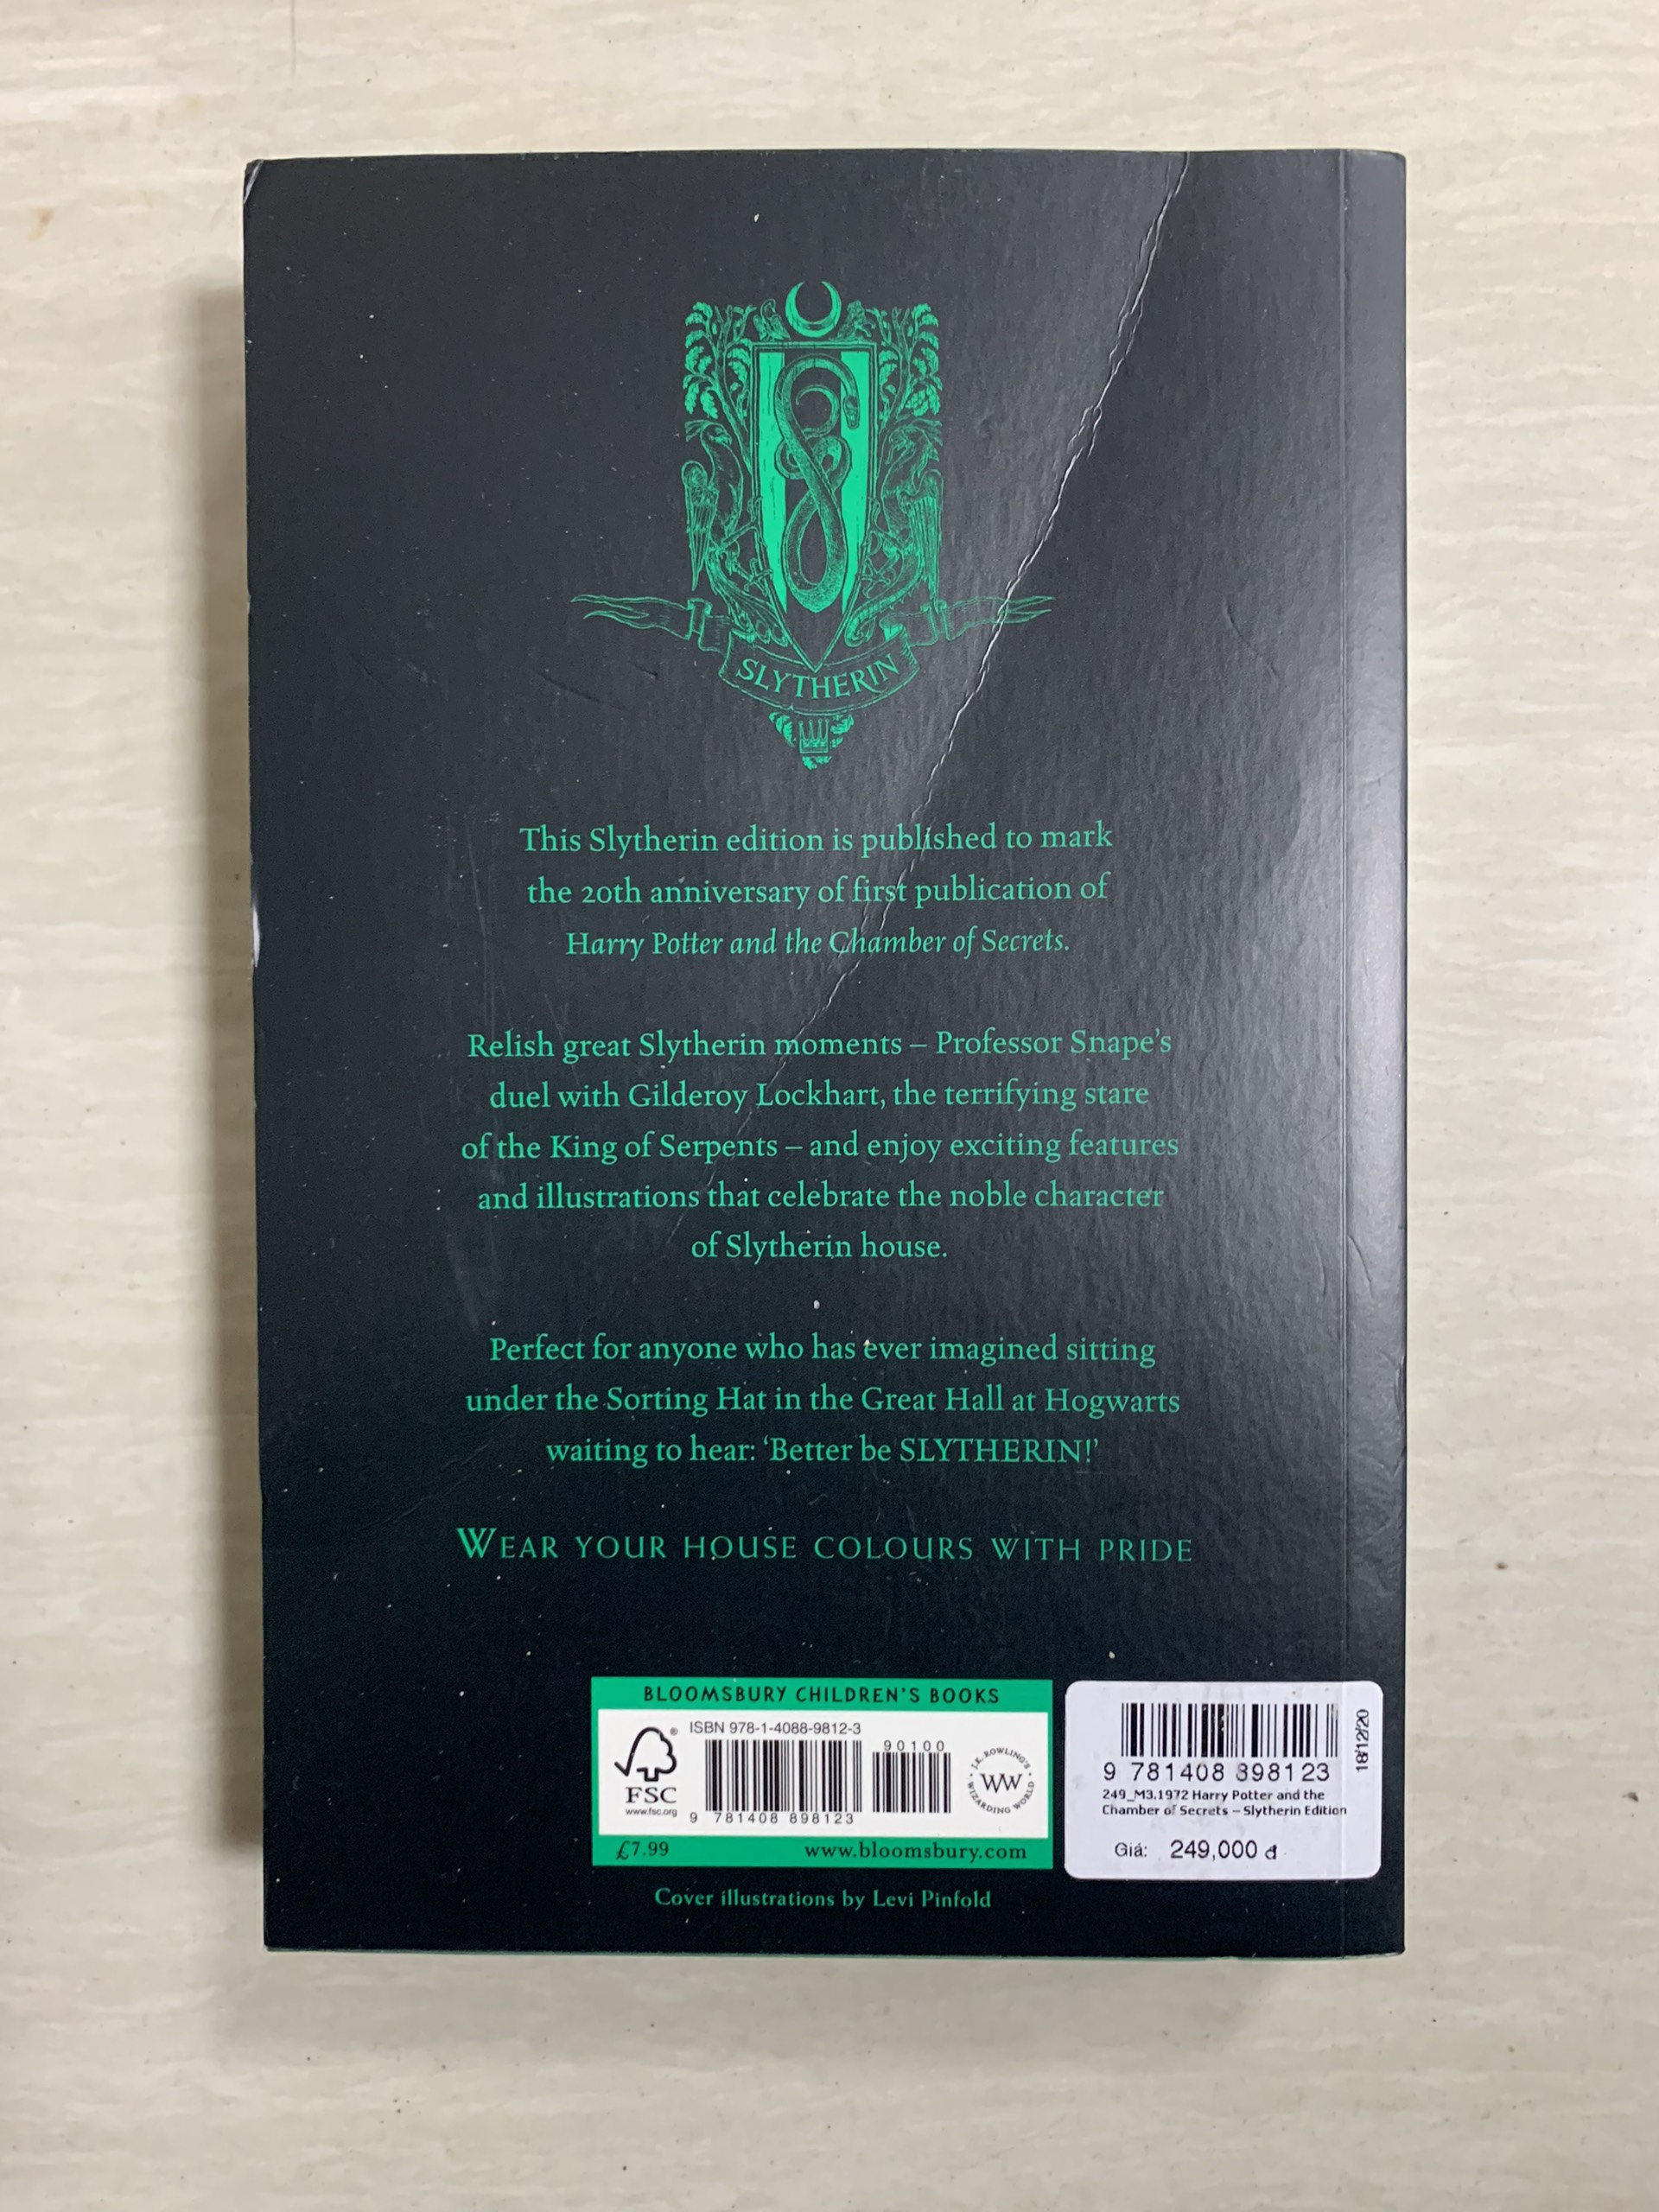 SLYTHERIN
This Slytherin edition is published to mark
the 20th anniversary of first publication of
Harry Potter and the Chamber of Secrets.
Relish great Slytherin moments – Professor Snape’s
duel with Gilderoy Lockhart, the terrifying stare
of the King of Serpents – and enjoy exciting features
and illustrations that celebrate the noble character
of Slytherin house.
Perfect for anyone who has ever imagined sitting
under the Sorting Hat in the Great Hall at Hogwarts
waiting to hear: ‘Better be SLYTHERIN!’
WEAR YOUR HOUSE COLOURS WITH PRIDE
BLOOMSBURY CHILDREN'S BOOKS
ISBN 978-1-4088-9812-3
90100
FSC
®
www.fsc.org
9 781408 898123
J.K. ROWLING'S
WW
WIZARDING WORLD
£7.99
www.bloomsbury.com
Cover illustrations by Levi Pinfold
9 781408 898123
18/12/20
249_M3.1972 Harry Potter and the
Chamber of Secrets – Slytherin Edition
Giá: 249,000 đ